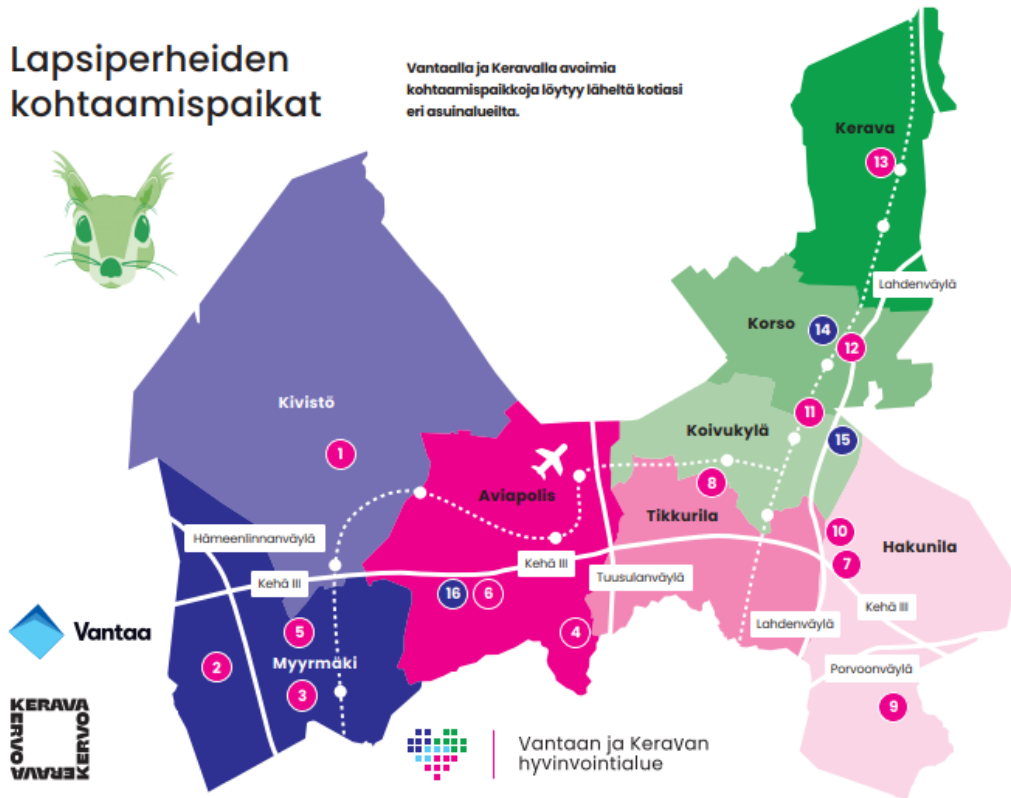 Lapsiperheiden
kohtaamispaikat
Vantaalla ja Keravalla avoimia
kohtaamispaikkoja löytyy läheltä kotiasi
eri asuinalueilta.
Kerava
13
Lahdenväylä
Korso
14
12
Kivistö
11
Koivukylä
15
1
Aviapolis
8
Tikkurila
10
Hakunila
Hämeenlinnanväylä
Kehä III
7
Kehä III
Tuusulanväylä
16
6
Kehä III
Lahdenväylä
5
4
Vantaa
Myyrmäki
2
Porvoonväylä
3
9
KERAVA
KERVO
KERAVA
KERVO
Vantaan ja Keravan
hyvinvointialue